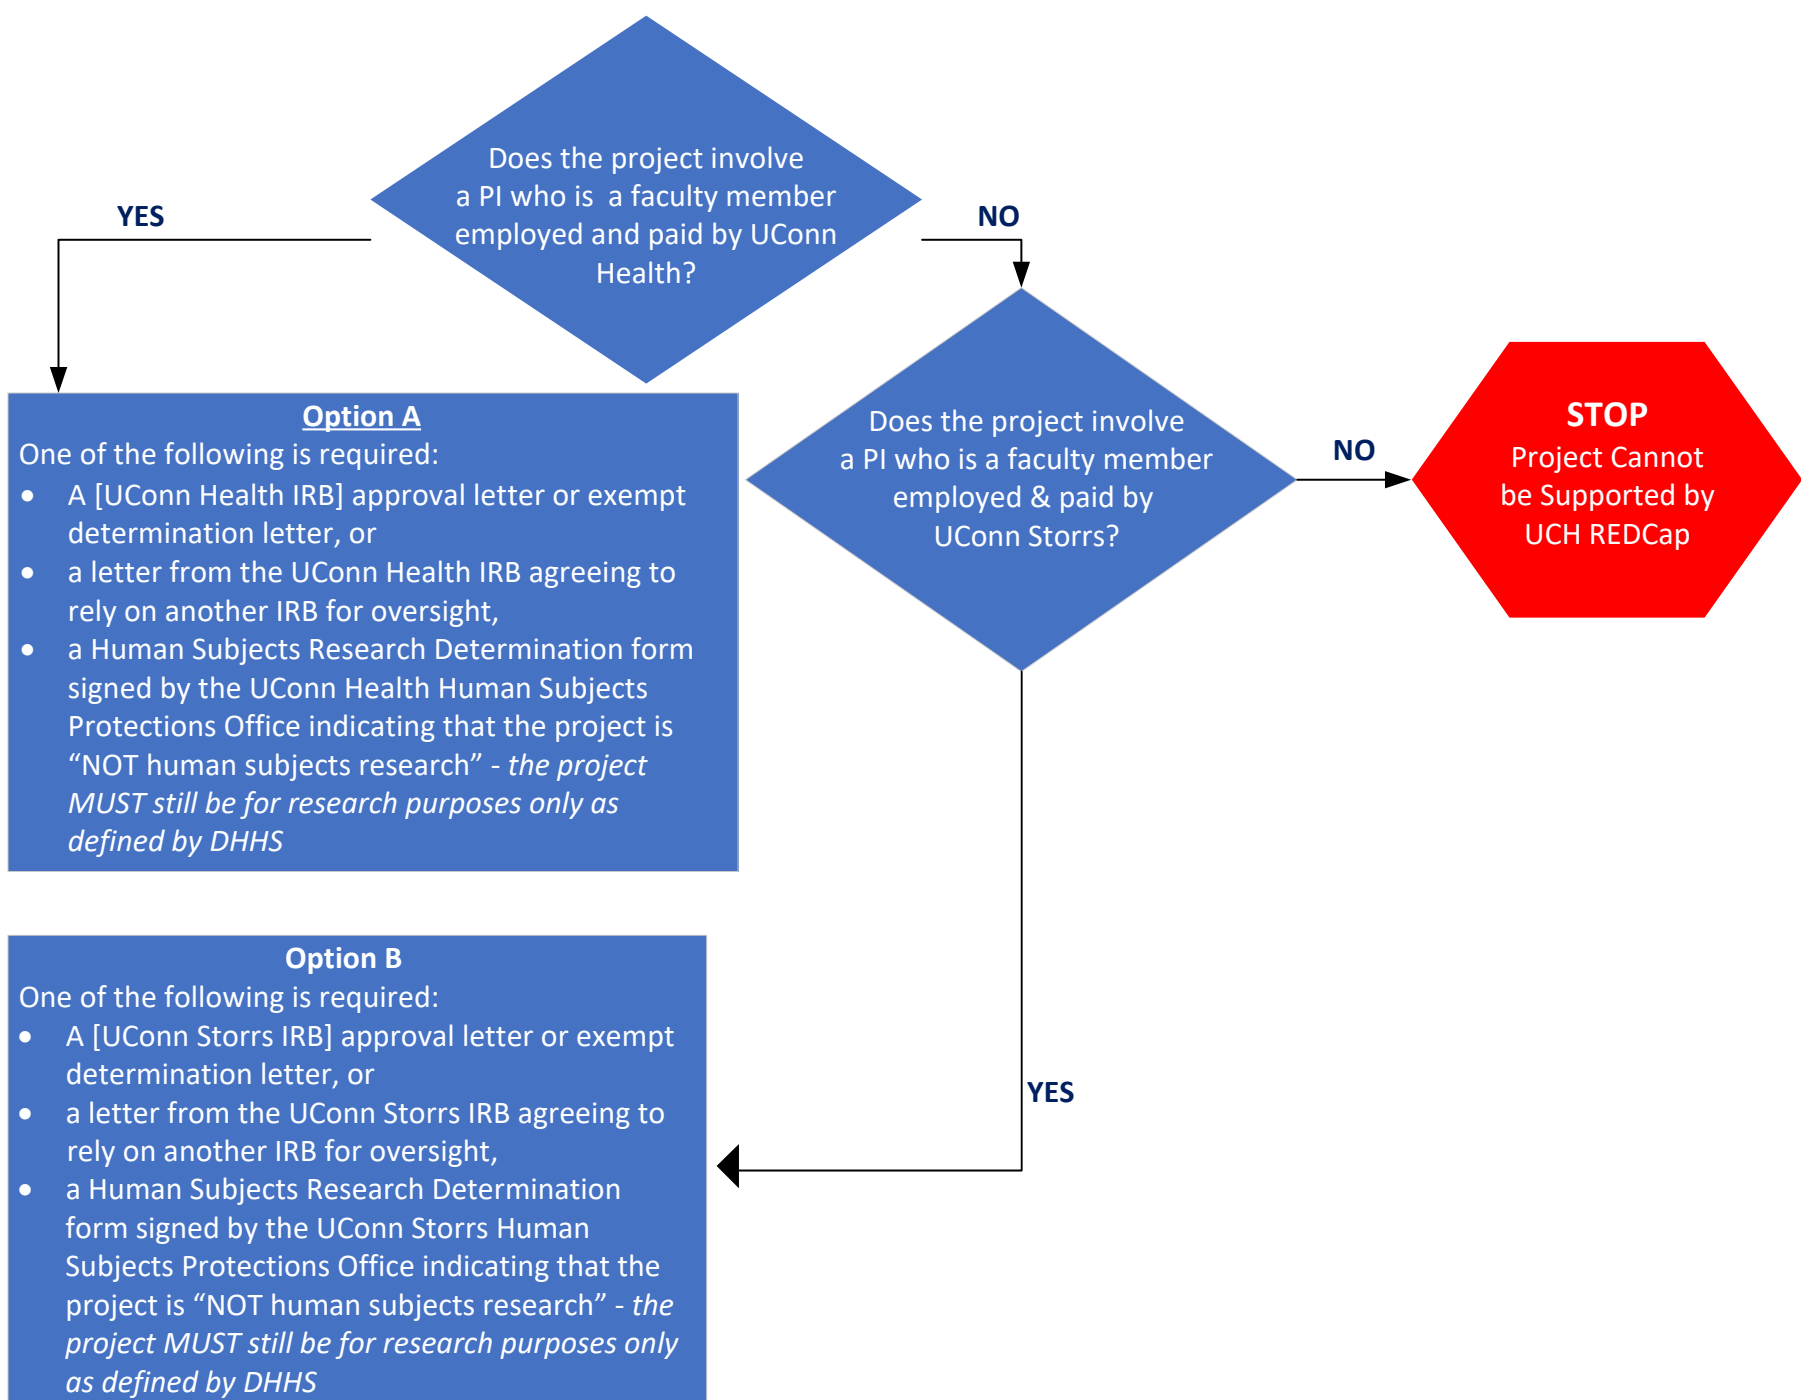 Does the project involve
a PI who is a faculty member
employed and paid by UConn
Health?
YES
NO
Option A
One of the following is required:
• A [UConn Health IRB] approval letter or exempt
determination letter, or
• a letter from the UConn Health IRB agreeing to
rely on another IRB for oversight,
• a Human Subjects Research Determination form
signed by the UConn Health Human Subjects
Protections Office indicating that the project is
“NOT human subjects research” - the project
MUST still be for research purposes only as
defined by DHHS
Does the project involve
a PI who is a faculty member
employed & paid by
UConn Storrs?
NO
STOP
Project Cannot
be Supported by
UCH REDCap
YES
Option B
One of the following is required:
• A [UConn Storrs IRB] approval letter or exempt
determination letter, or
• a letter from the UConn Storrs IRB agreeing to
rely on another IRB for oversight,
• a Human Subjects Research Determination
form signed by the UConn Storrs Human
Subjects Protections Office indicating that the
project is “NOT human subjects research” - the
project MUST still be for research purposes only
as defined by DHHS